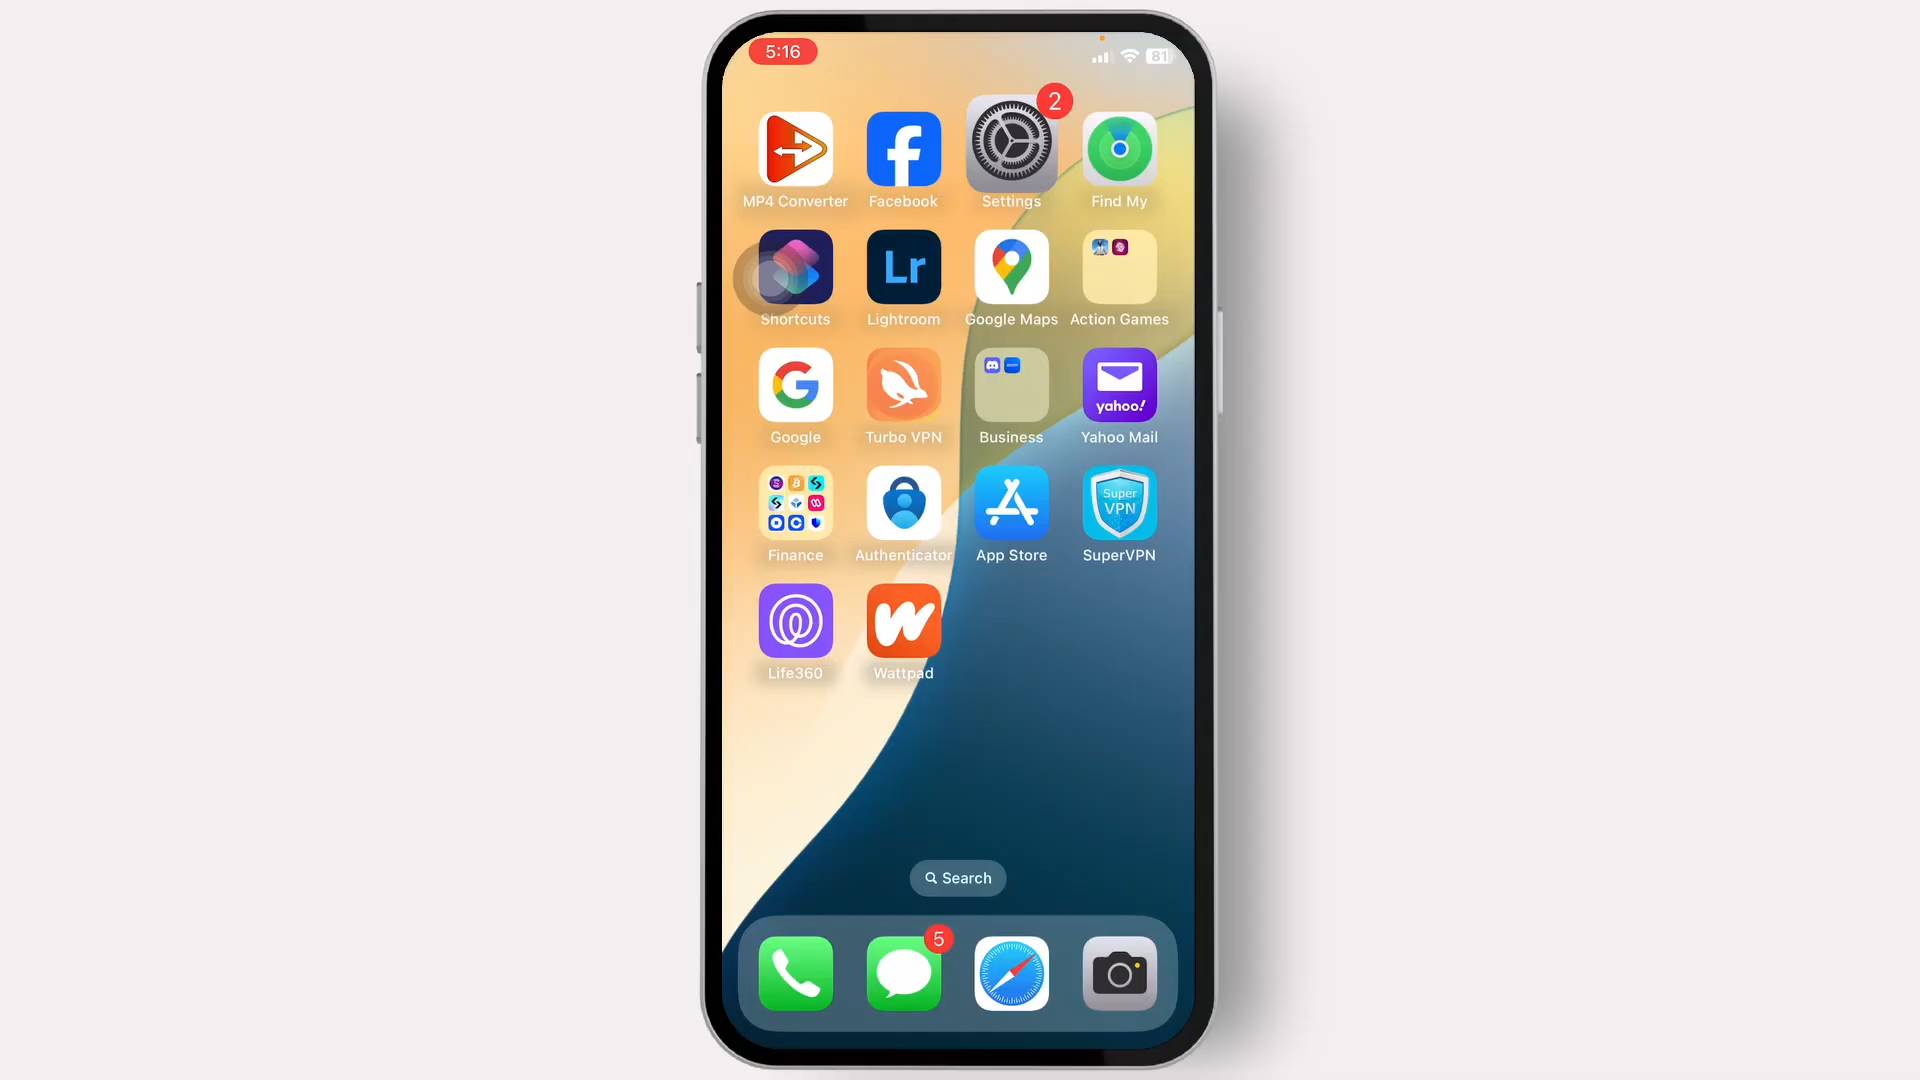 5:16
81
2
MP4 Converter
Facebook
Settings
Find My
Lr
Shortcuts
Lightroom
Google Maps
Action Games
yahoo!
Google
Turbo VPN
Business
Yahoo Mail
Super
VPN
Finance
Authenticator
App Store
SuperVPN
Life360
Wattpad
Search
5